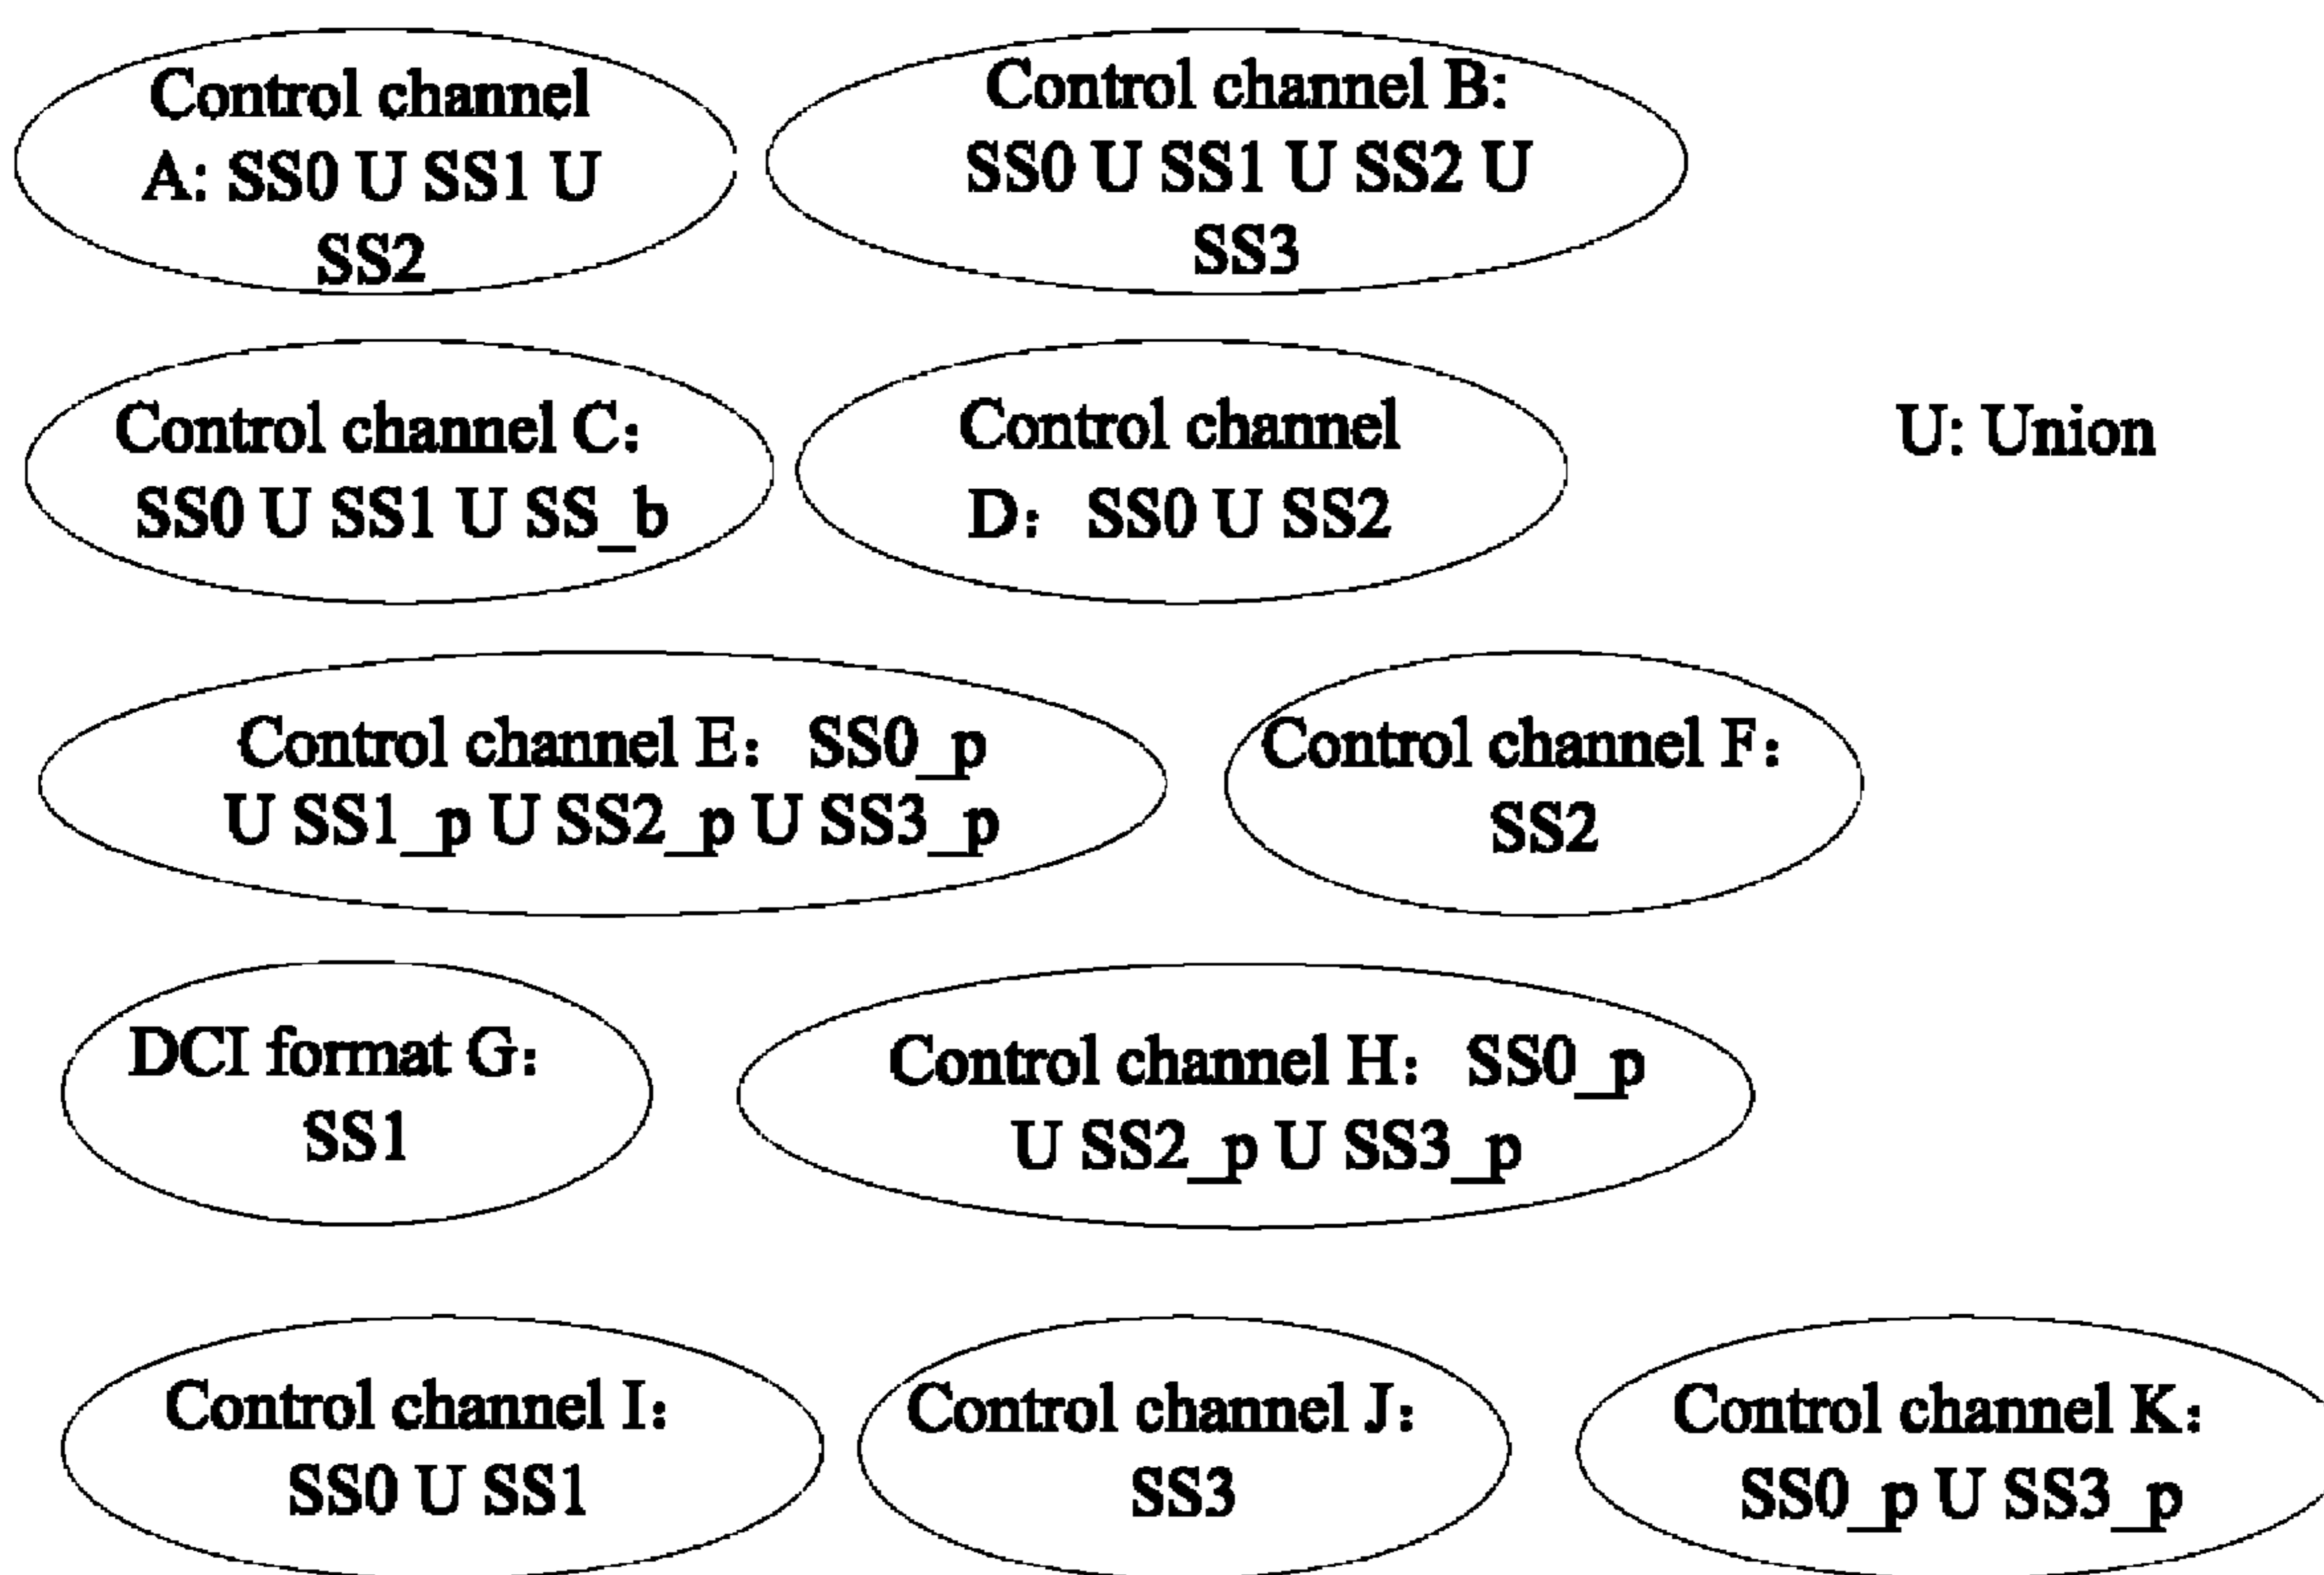 Control channel
A: SS0 U SS1 U
SS2
Control channel B:
SS0 U SS1 U SS2 U
SS3
Control channel C:
SS0 U SS1 U SS_b
Control channel
D: SS0 U SS2
U: Union
Control channel E: SS0_p
U SS1_p U SS2_p U SS3_p
Control channel F:
SS2
DCI format G:
SS1
Control channel H: SS0_p
U SS2_p U SS3_p
Control channel I:
SS0 U SS1
Control channel J:
SS3
Control channel K:
SS0_p U SS3_p